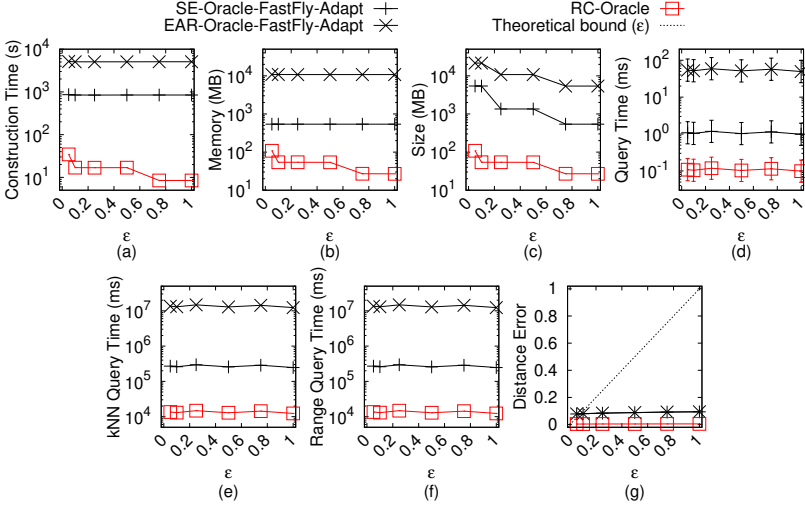 SE-Oracle-FastFly-Adapt
EAR-Oracle-FastFly-Adapt
RC-Oracle
Theoretical bound (ε)
Construction Time (s)
10^4
10^3
10^2
10^1
0
0.2
0.4
0.6
0.8
1
ε
(a)
Memory (MB)
10^4
10^3
10^2
10^1
0
0.2
0.4
0.6
0.8
1
ε
(b)
Size (MB)
10^4
10^3
10^2
10^1
0
0.2
0.4
0.6
0.8
1
ε
(c)
Query Time (ms)
10^2
10^1
10^0
10^-1
0
0.2
0.4
0.6
0.8
1
ε
(d)
kNN Query Time (ms)
10^7
10^6
10^5
10^4
0
0.2
0.4
0.6
0.8
1
ε
(e)
Range Query Time (ms)
10^7
10^6
10^5
10^4
0
0.2
0.4
0.6
0.8
1
ε
(f)
Distance Error
1
0.8
0.6
0.4
0.2
0
0
0.2
0.4
0.6
0.8
1
ε
(g)